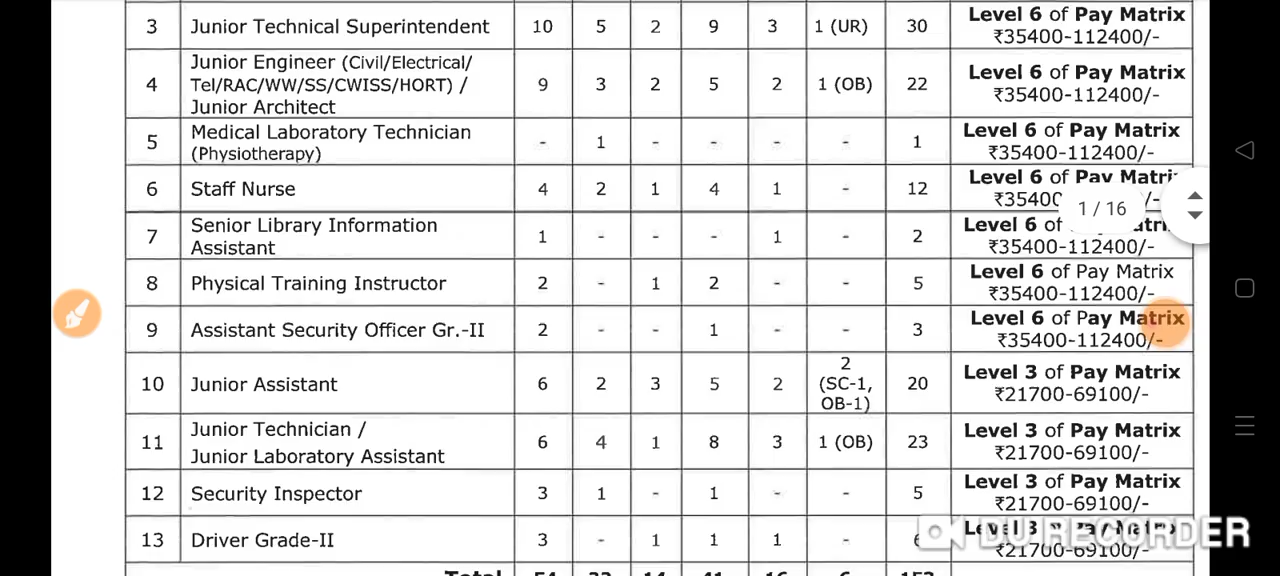 3 Junior Technical Superintendent 10 5 2 9 3 1 (UR) 30 Level 6 of Pay Matrix
₹35400-112400/-
4 Junior Engineer (Civil/Electrical/
Tel/RAC/WW/SS/CWISS/HORT) /
Junior Architect 9 3 2 5 2 1 (OB) 22 Level 6 of Pay Matrix
₹35400-112400/-
5 Medical Laboratory Technician
(Physiotherapy) - 1 - - - - 1 Level 6 of Pay Matrix
₹35400-112400/-
6 Staff Nurse 4 2 1 4 1 - 12 Level 6 of Pay Matrix
₹35400
1 / 16
7 Senior Library Information
Assistant 1 - - - 1 - 2 Level 6 of
₹35400-112400/-
8 Physical Training Instructor 2 - 1 2 - - 5 Level 6 of Pay Matrix
₹35400-112400/-
9 Assistant Security Officer Gr.-II 2 - - 1 - - 3 Level 6 of Pay Matrix
₹35400-112400/-
10 Junior Assistant 6 2 3 5 2 2
(SC-1,
OB-1) 20 Level 3 of Pay Matrix
₹21700-69100/-
11 Junior Technician /
Junior Laboratory Assistant 6 4 1 8 3 1 (OB) 23 Level 3 of Pay Matrix
₹21700-69100/-
12 Security Inspector 3 1 - 1 - - 5 Level 3 of Pay Matrix
₹21700-69100/-
13 Driver Grade-II 3 - 1 1 1 - 6 Level 3 of Pay Matrix
₹21700-69100/-
DU RECORDER
Total 54 14 41 16 6 153